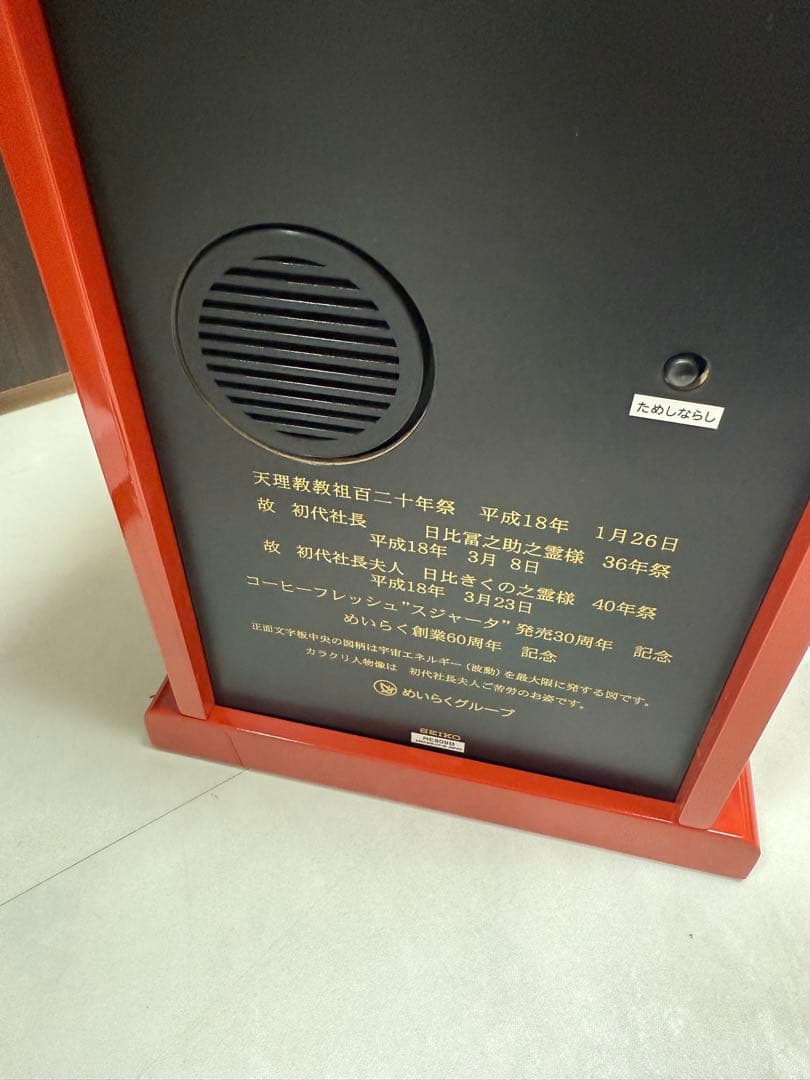 ためしならし
天理教教祖百二十年祭 平成18年 1月26日
故 初代社長 日比冨之助之霊様 36年祭
平成18年 3月 8日
故 初代社長夫人 日比きくの之霊様 40年祭
平成18年 3月23日
コーヒーフレッシュ"スジャータ"発売30周年 記念
めいらく創業60周年 記念
正面文字板中央の図柄は宇宙エネルギー(波動)を最大限に発する図です。
カラクリ人物像は 初代社長夫人ご苦労のお姿です。
めいらくグループ
SEIKO